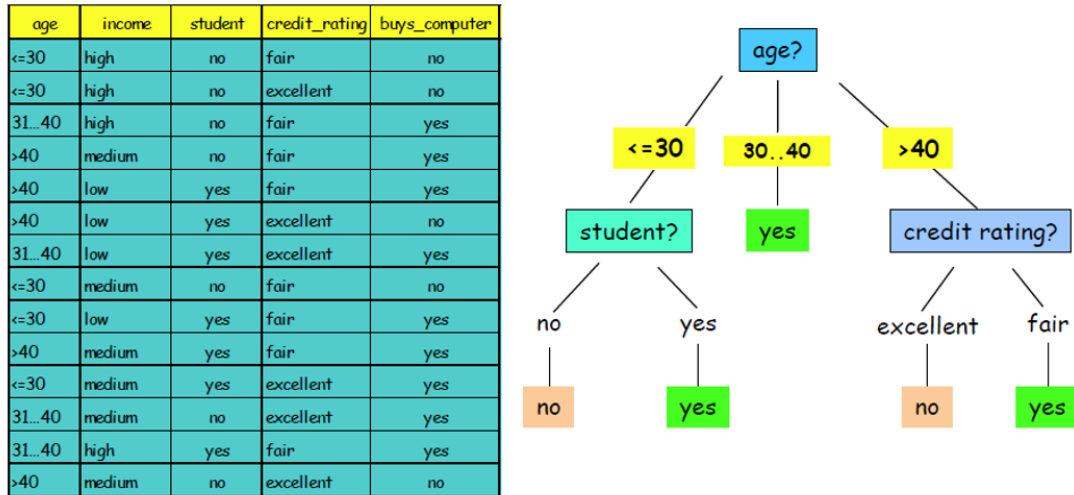 age income student credit_rating buys_computer
<=30 high no fair no
<=30 high no excellent no
31...40 high no fair yes
>40 medium no fair yes
>40 low yes fair yes
>40 low yes excellent no
31...40 low yes excellent yes
<=30 medium no fair no
<=30 low yes fair yes
>40 medium yes fair yes
<=30 medium yes excellent yes
31...40 medium no excellent yes
31...40 high yes fair yes
>40 medium no excellent no
age?
<=30 30..40 >40
student? yes credit rating?
no yes excellent fair
no yes no yes